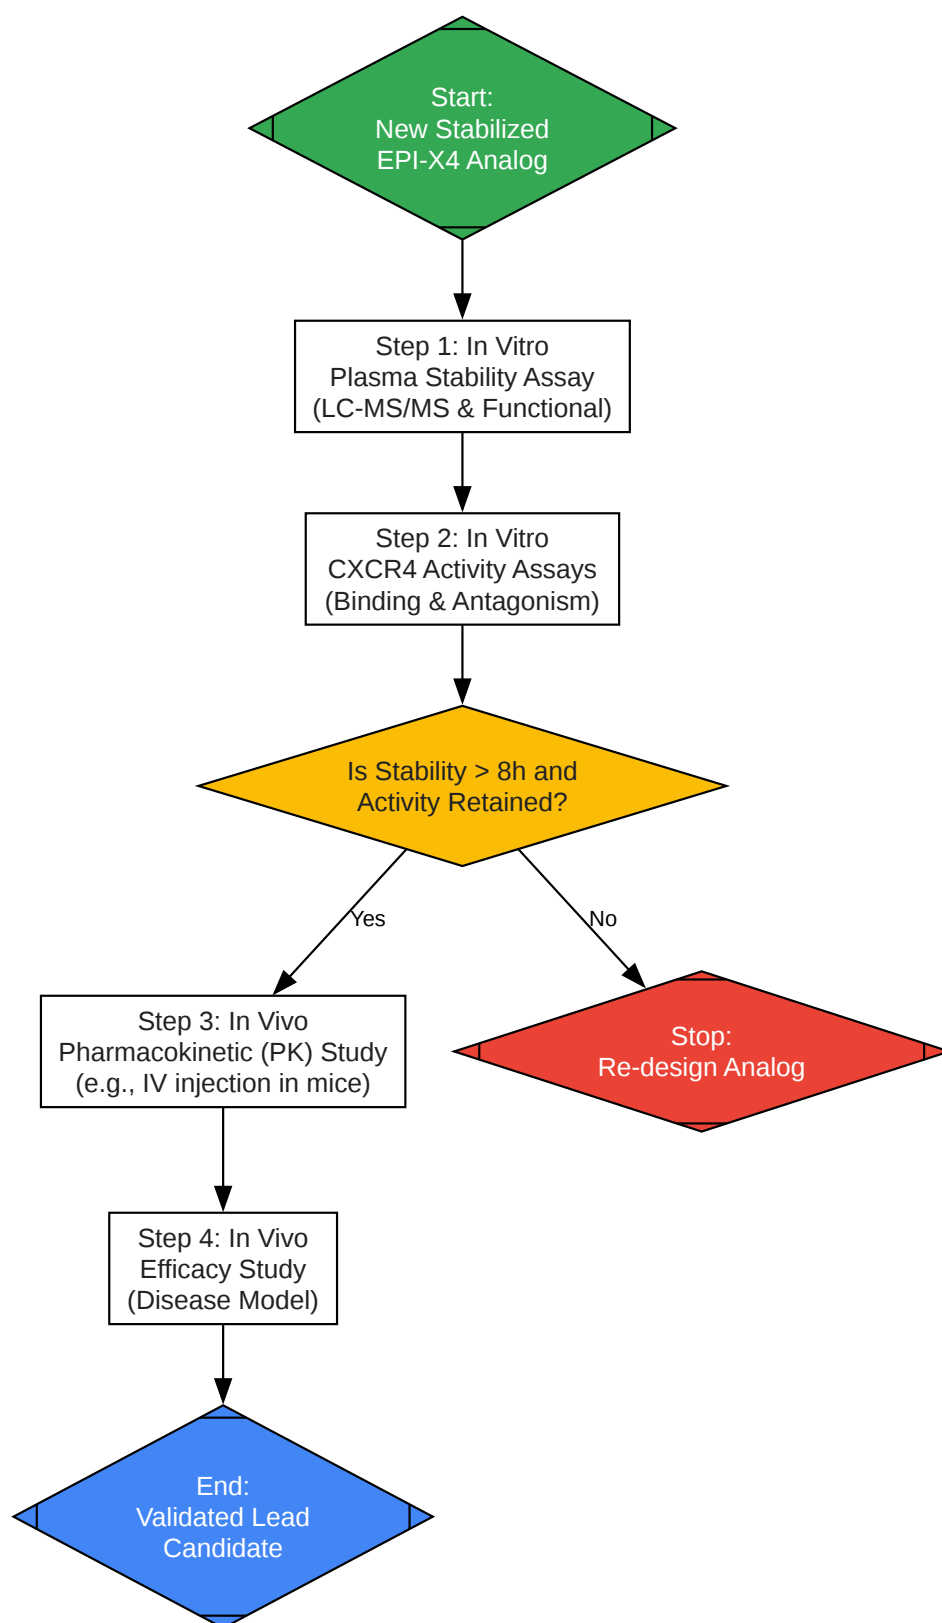 Start:
New Stabilized
EPI-X4 Analog
Step 1: In Vitro
Plasma Stability Assay
(LC-MS/MS & Functional)
Step 2: In Vitro
CXCR4 Activity Assays
(Binding & Antagonism)
Is Stability > 8h and
Activity Retained?
Yes
No
Step 3: In Vivo
Pharmacokinetic (PK) Study
(e.g., IV injection in mice)
Stop:
Re-design Analog
Step 4: In Vivo
Efficacy Study
(Disease Model)
End:
Validated Lead
Candidate